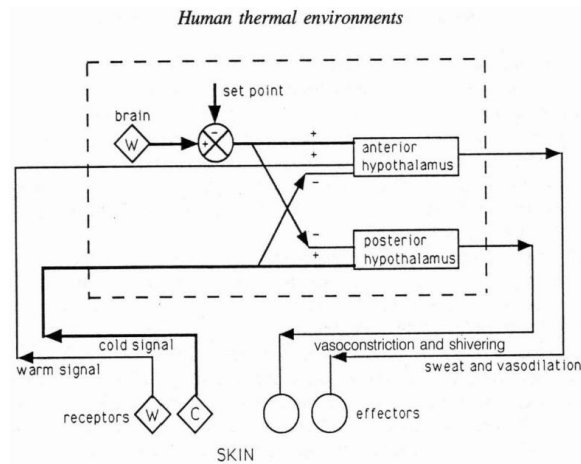 Human thermal environments
set point
brain
W
-
+
+
+
-
anterior
hypothalamus
-
+
posterior
hypothalamus
cold signal
warm signal
vasoconstriction and shivering
sweat and vasodilation
receptors
W
C
effectors
SKIN